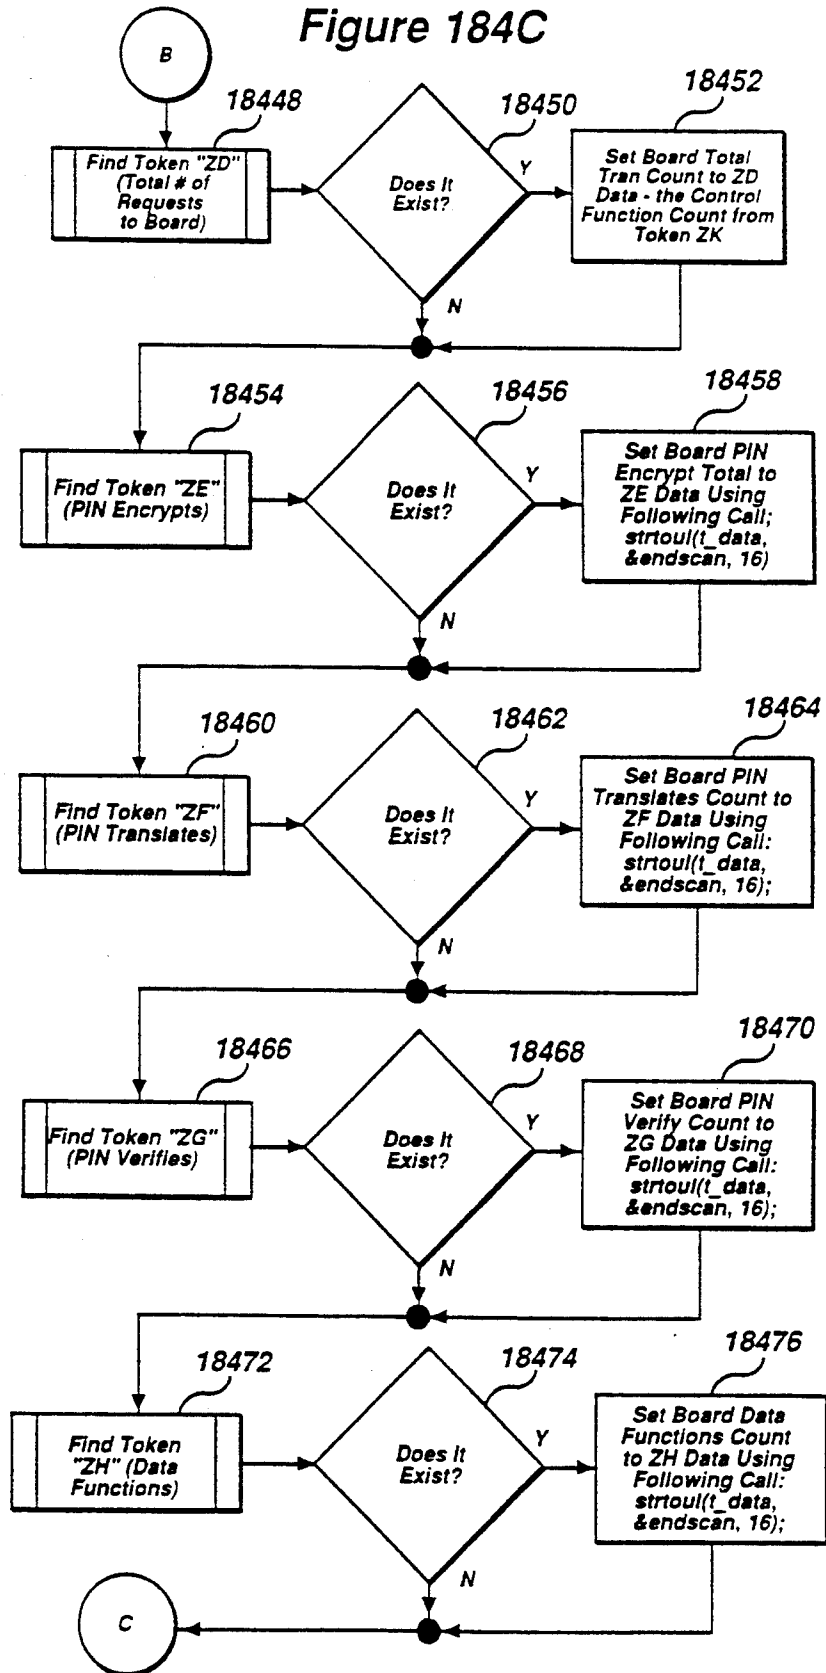 Figure 184C
B
18448
Find Token "ZD"
(Total # of
Requests
to Board)
18450
Does It
Exist?
Y
N
18452
Set Board Total
Tran Count to ZD
Data - the Control
Function Count from
Token ZK
18454
Find Token "ZE"
(PIN Encrypts)
18456
Does It
Exist?
Y
N
18458
Set Board PIN
Encrypt Total to
ZE Data Using
Following Call;
strtoul(t_data,
&endscan, 16)
18460
Find Token "ZF"
(PIN Translates)
18462
Does It
Exist?
Y
N
18464
Set Board PIN
Translates Count to
ZF Data Using
Following Call:
strtoul(t_data,
&endscan, 16);
18466
Find Token "ZG"
(PIN Verifies)
18468
Does It
Exist?
Y
N
18470
Set Board PIN
Verify Count to
ZG Data Using
Following Call:
strtoul(t_data,
&endscan, 16);
18472
Find Token
"ZH" (Data
Functions)
18474
Does It
Exist?
Y
N
18476
Set Board Data
Functions Count
to ZH Data Using
Following Call:
strtoul(t_data,
&endscan, 16);
C